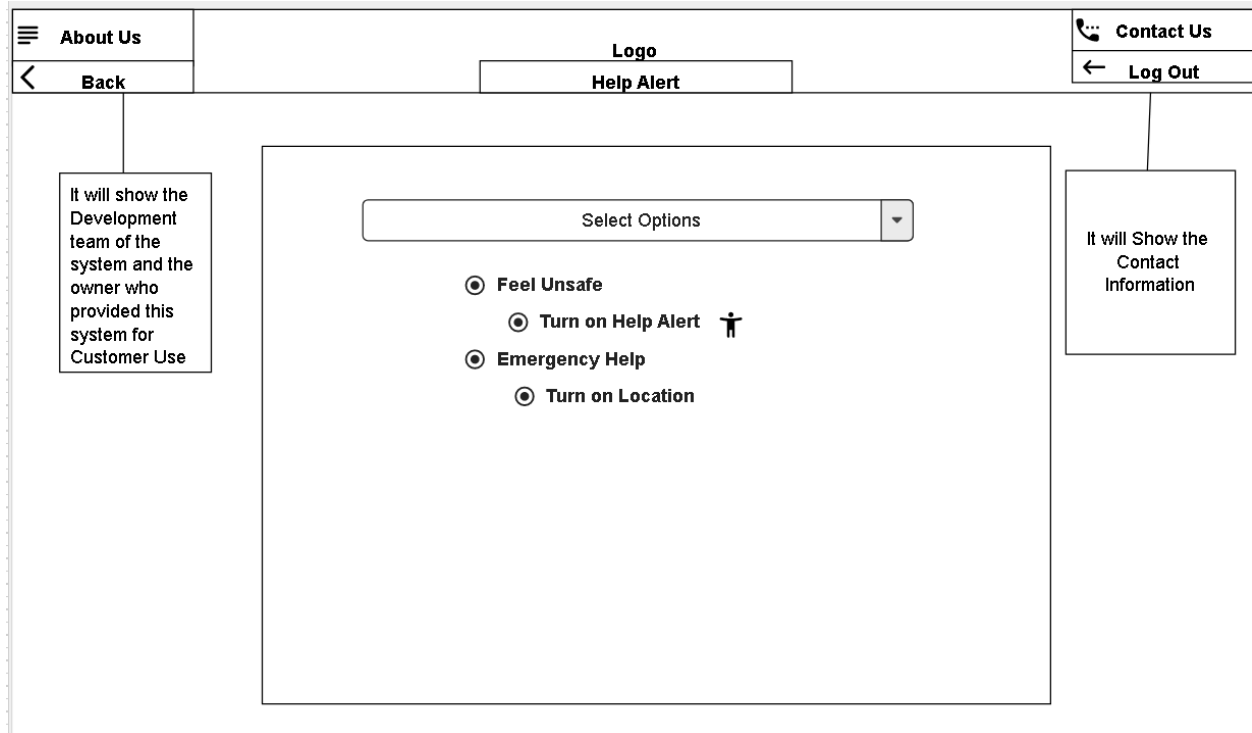 About Us
Back
Logo
Help Alert
Contact Us
Log Out
It will show the
Development
team of the
system and the
owner who
provided this
system for
Customer Use
Select Options
Feel Unsafe
Turn on Help Alert
Emergency Help
Turn on Location
It will Show the
Contact
Information